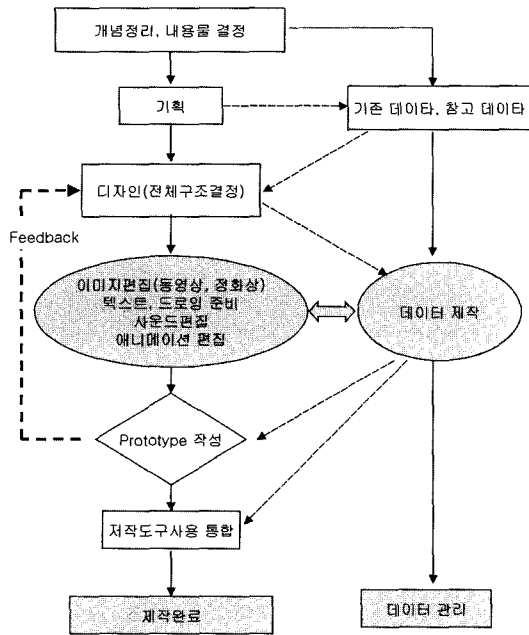 개념정리, 내용물 결정
기획
기존 데이타, 참고 데이타
디자인(전체구조결정)
Feedback
이미지편집(동영상, 정화상)
텍스트, 드로잉 준비
사운드편집
애니메이션 편집
데이터 제작
Prototype 작성
저작도구사용 통합
제작완료
데이터 관리